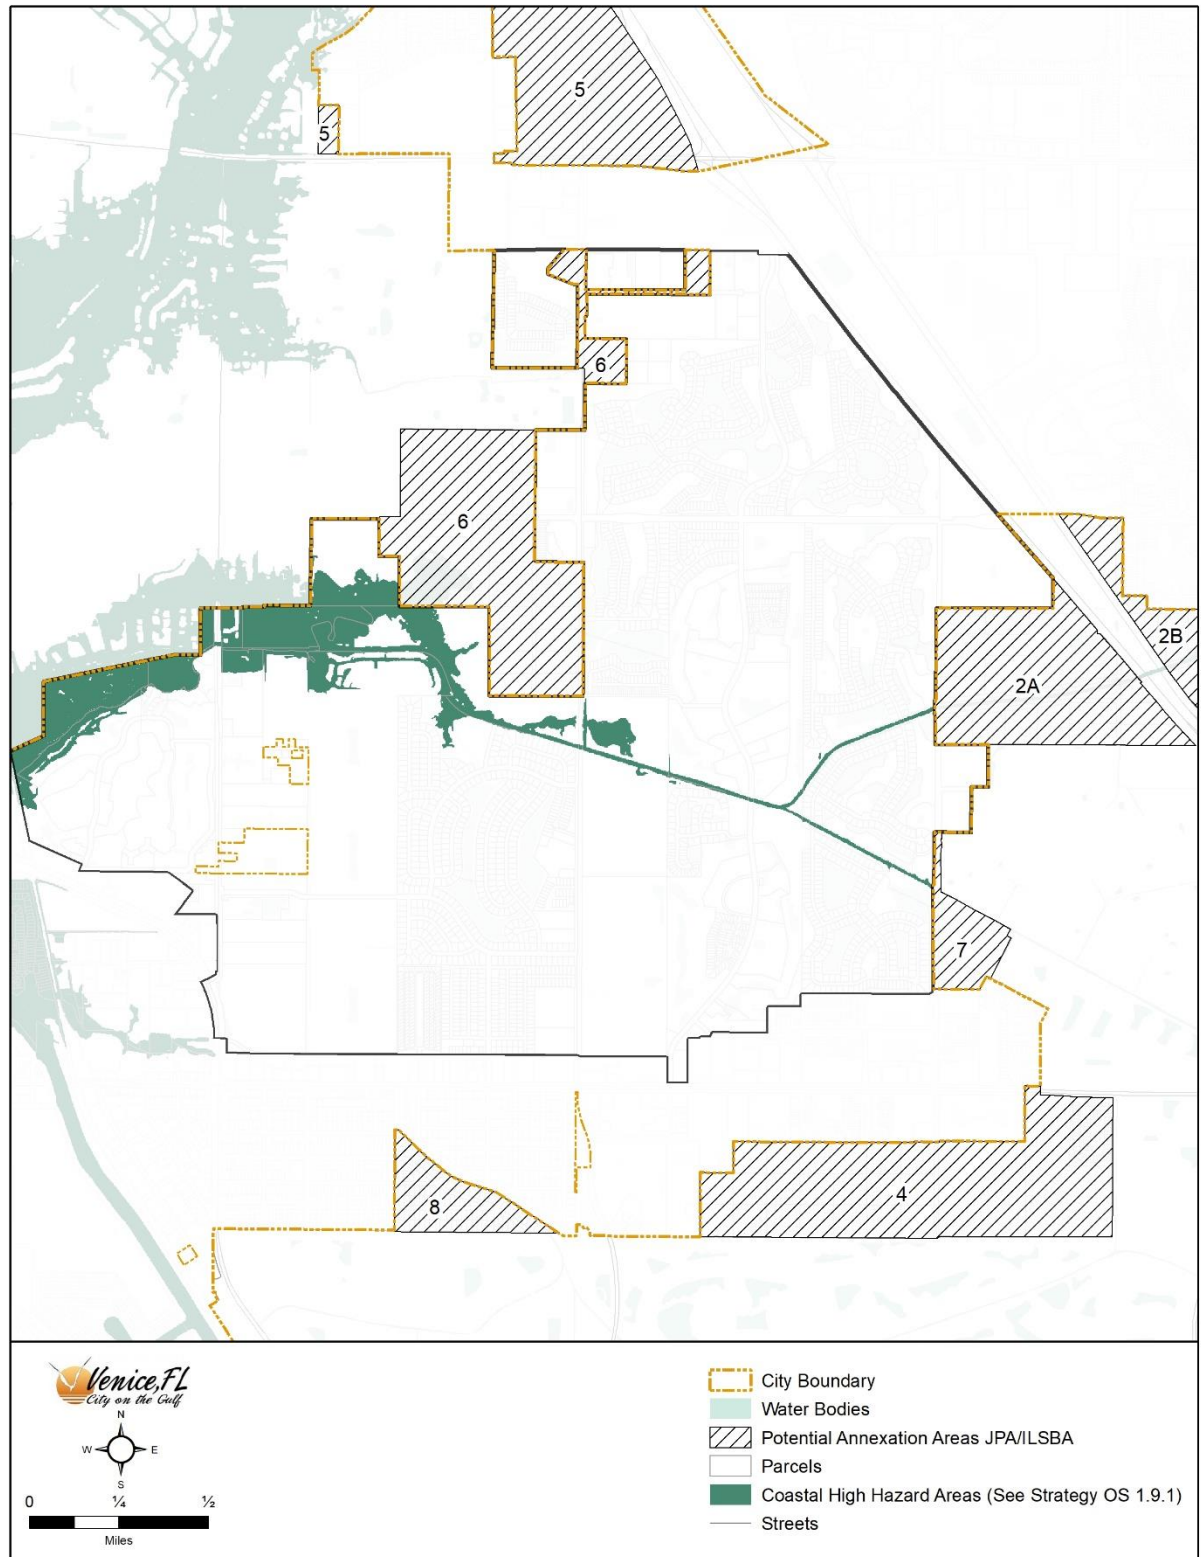 5
5
6
6
2B
2A
7
8
4
Venice, FL
City on the Gulf
N
W E
S
0 ¼ ½
Miles
City Boundary
Water Bodies
Potential Annexation Areas JPA/ILSBA
Parcels
Coastal High Hazard Areas (See Strategy OS 1.9.1)
Streets